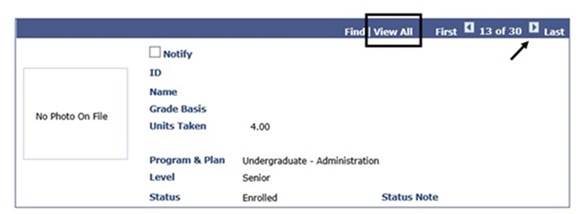 Find | View All First 13 of 30 Last
Notify
ID
Name
Grade Basis
No Photo On File
Units Taken 4.00
Program & Plan Undergraduate - Administration
Level Senior
Status Enrolled Status Note